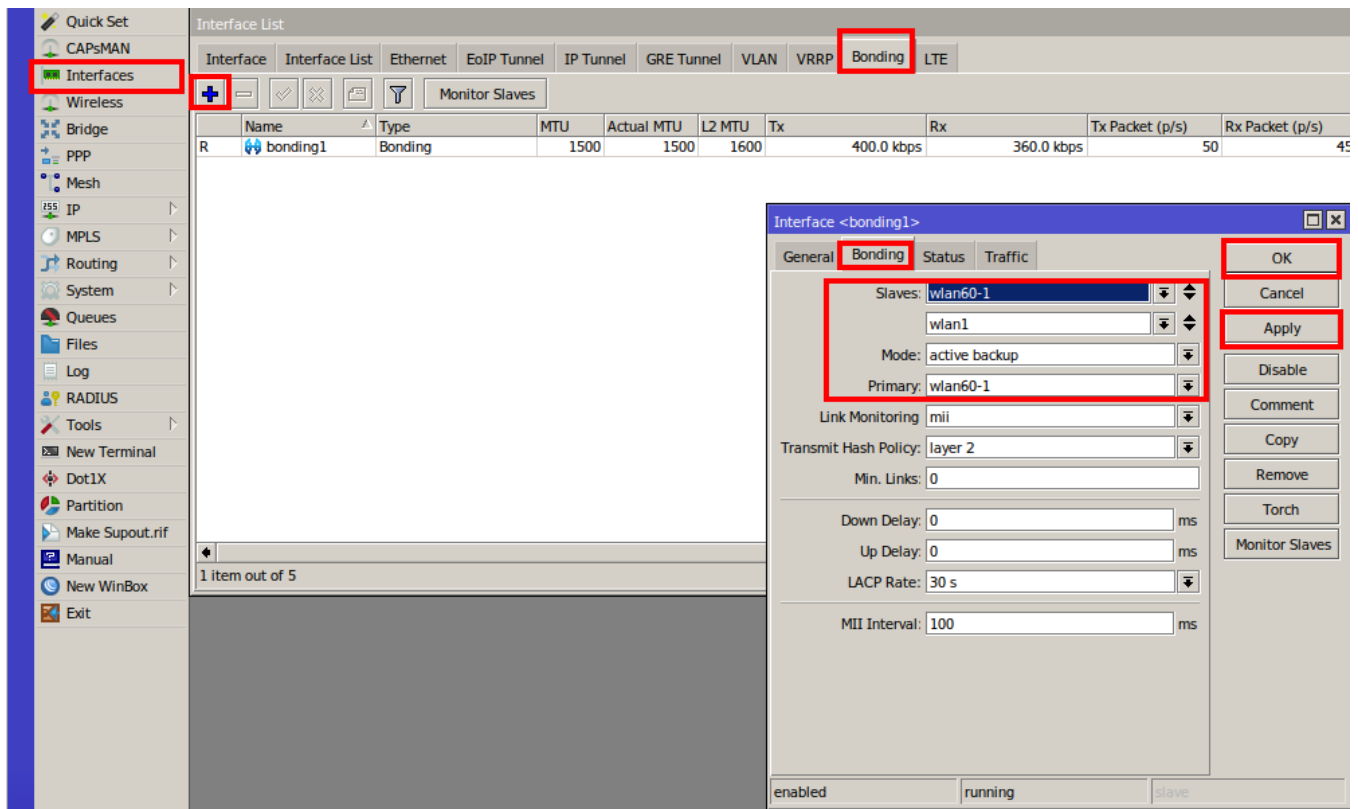 Quick Set
CAPsMAN
Interfaces
Wireless
Bridge
PPP
Mesh
IP
MPLS
Routing
System
Queues
Files
Log
RADIUS
Tools
New Terminal
Dot1X
Partition
Make Supout.rif
Manual
New WinBox
Exit
Interface List
Interface Interface List Ethernet EoIP Tunnel IP Tunnel GRE Tunnel VLAN VRRP Bonding LTE
Monitor Slaves
Name Type MTU Actual MTU L2 MTU Tx Rx Tx Packet (p/s) Rx Packet (p/s)
R bonding1 Bonding 1500 1500 1600 400.0 kbps 360.0 kbps 50 45
1 item out of 5
Interface <bonding1>
General Bonding Status Traffic
Slaves: wlan60-1
wlan1
Mode: active backup
Primary: wlan60-1
Link Monitoring mii
Transmit Hash Policy: layer 2
Min. Links: 0
Down Delay: 0 ms
Up Delay: 0 ms
LACP Rate: 30 s
MII Interval: 100 ms
OK
Cancel
Apply
Disable
Comment
Copy
Remove
Torch
Monitor Slaves
enabled running slave